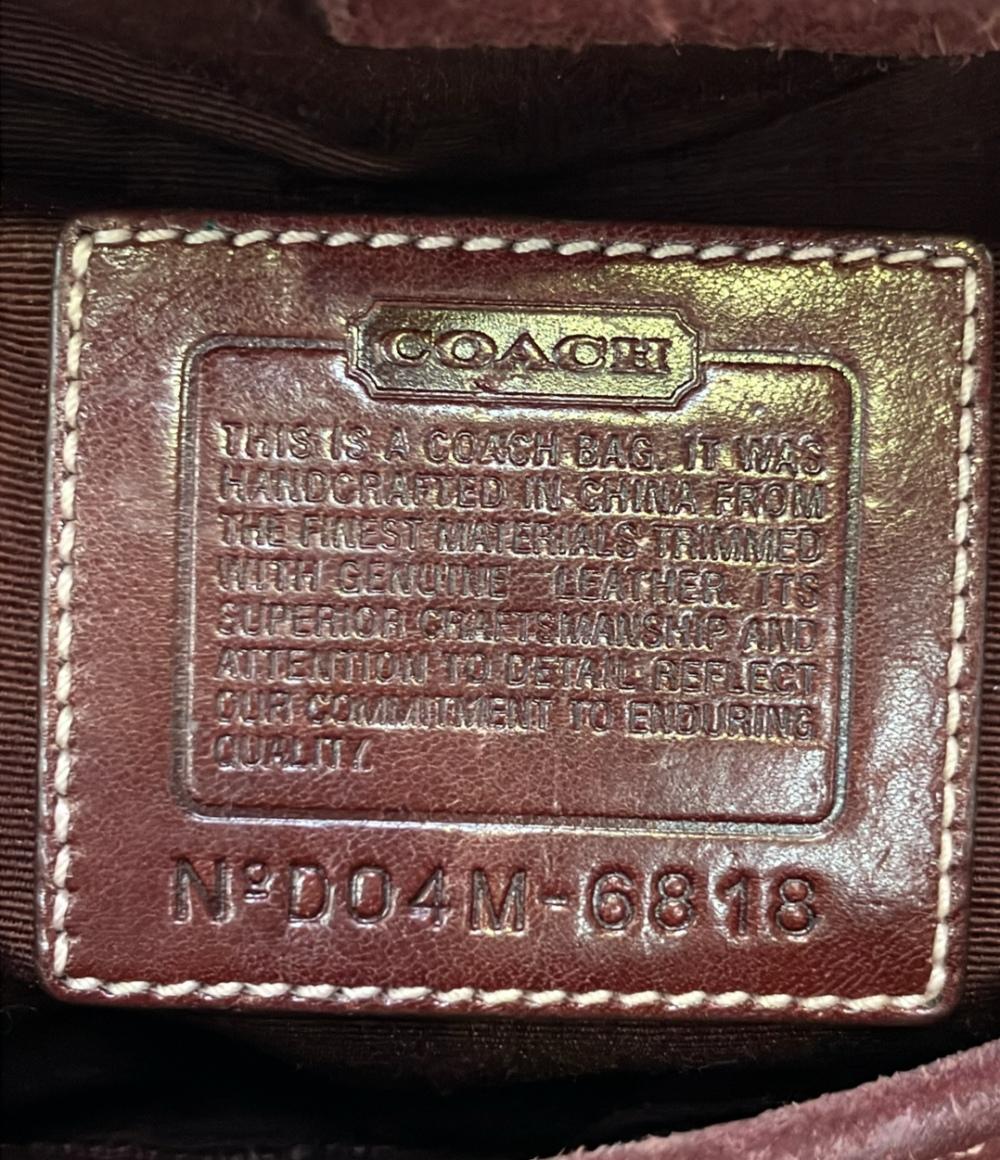 COACH
THIS IS A COACH BAG. IT WAS
HANDCRAFTED IN CHINA FROM
THE FINEST MATERIALS TRIMMED
WITH GENUINE LEATHER. ITS
SUPERIOR CRAFTSMANSHIP AND
ATTENTION TO DETAIL REFLECT
OUR COMMITMENT TO ENDURING
QUALITY.
Nº D04M-6818